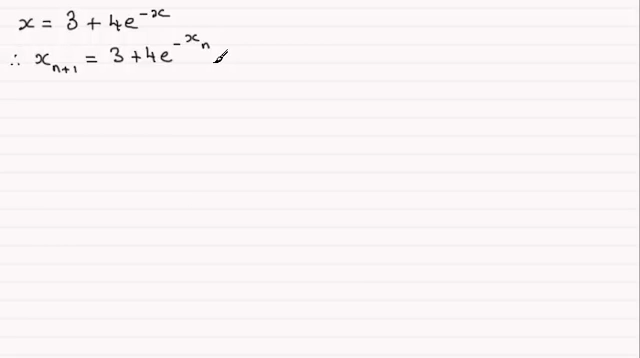 x = 3 + 4e^{-x}
∴ x_{n+1} = 3 + 4e^{-x_n}